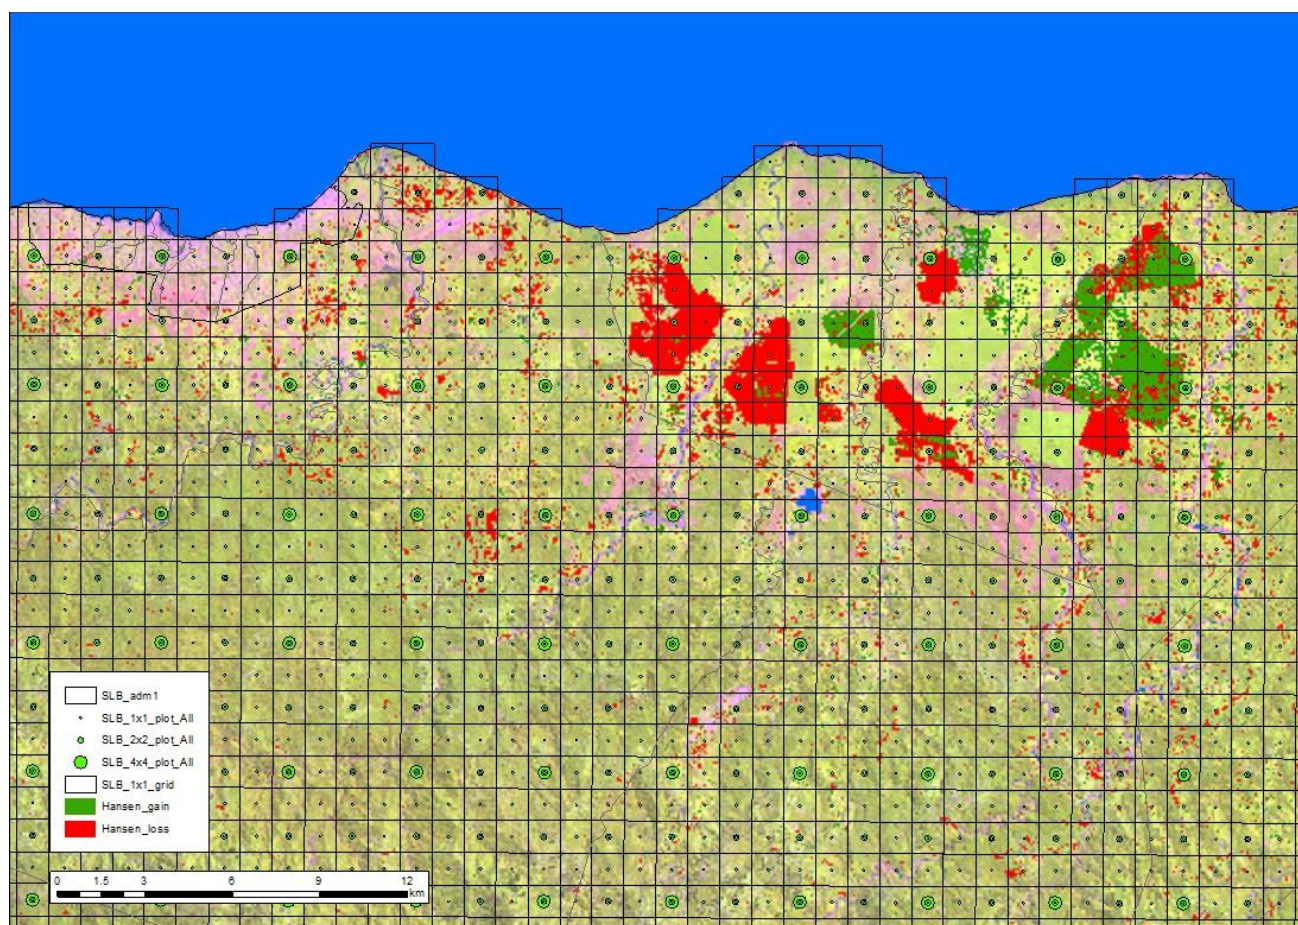 SLB_adm1
SLB_1x1_plot_All
SLB_2x2_plot_All
SLB_4x4_plot_All
SLB_1x1_grid
Hansen_gain
Hansen_loss
0 1.5 3 6 9 12
km